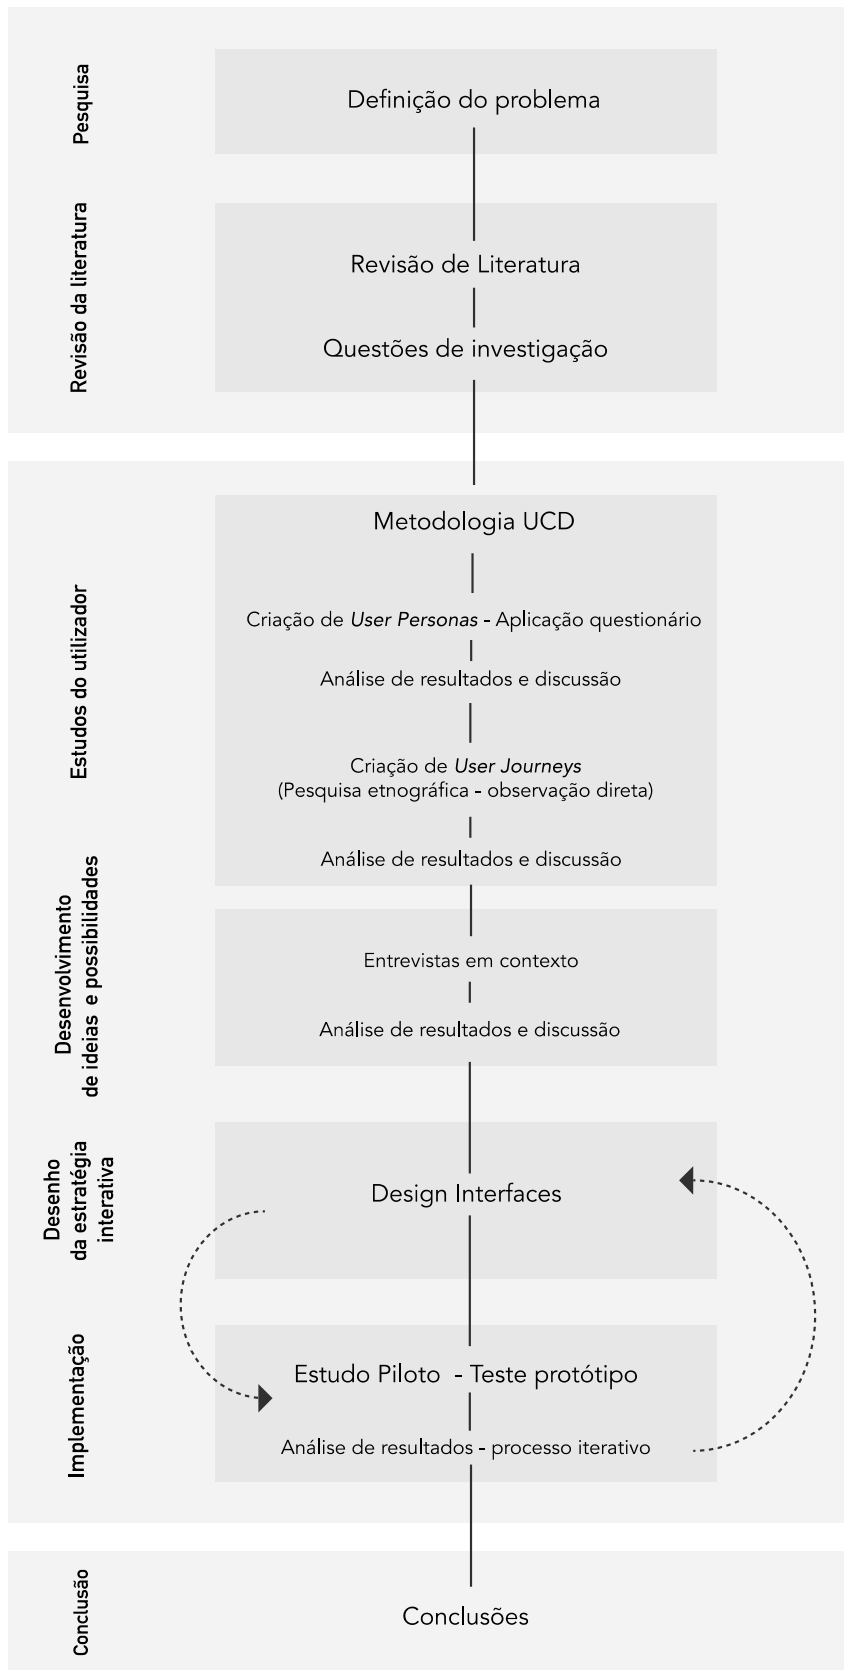 Pesquisa
Definição do problema
Revisão da literatura
Revisão de Literatura
Questões de investigação
Estudos do utilizador
Metodologia UCD
Criação de User Personas - Aplicação questionário
Análise de resultados e discussão
Criação de User Journeys
(Pesquisa etnográfica - observação direta)
Análise de resultados e discussão
Desenvolvimento
de ideias e possibilidades
Entrevistas em contexto
Análise de resultados e discussão
Desenho
da estratégia
interativa
Design Interfaces
Implementação
Estudo Piloto - Teste protótipo
Análise de resultados - processo iterativo
Conclusão
Conclusões